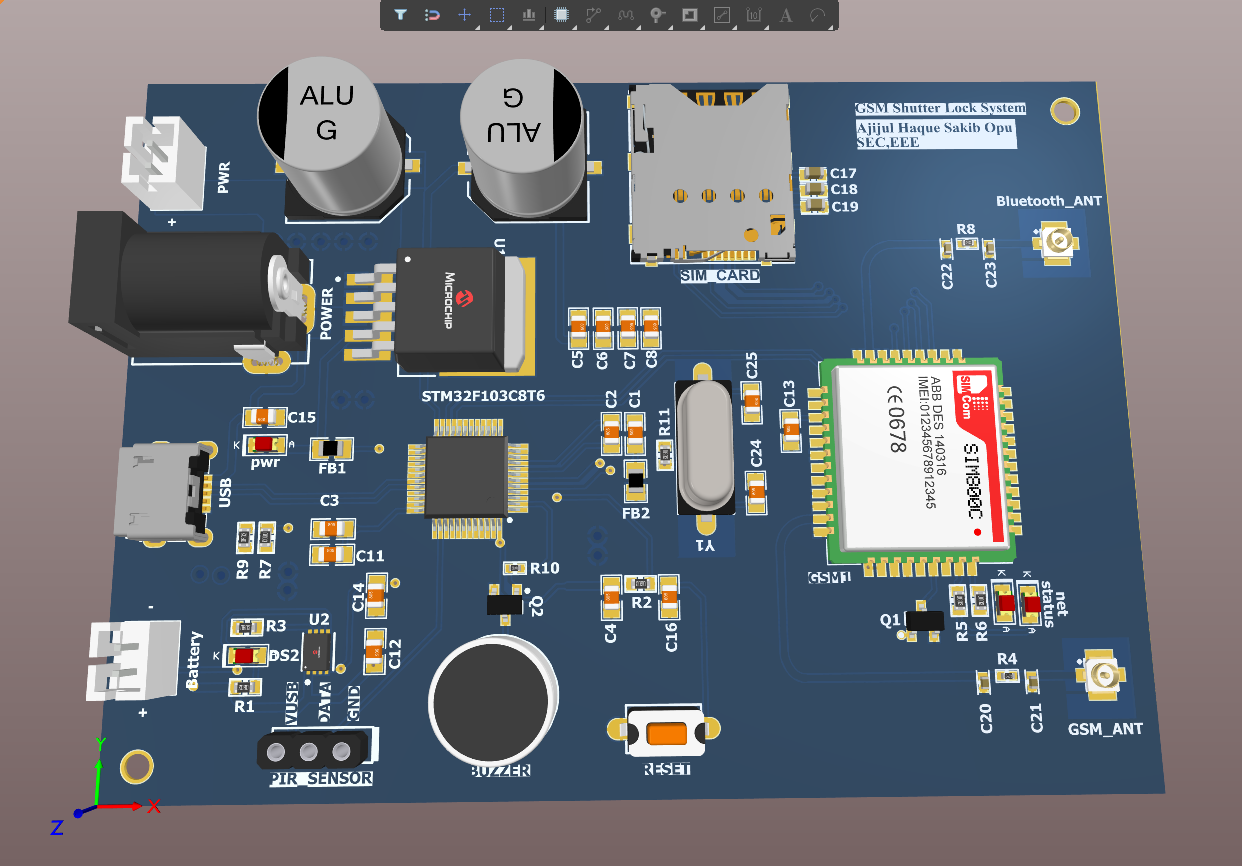 ALU
G
ALU
G
GSM Shutter Lock System
Ajijul Haque Sakib Opu
SEC,EEE
PWR
+
C17
C18
C19
Bluetooth_ANT
R8
C22
C23
SIM_CARD
POWER
MICROCHIP
C5
C6
C7
C8
STM32F103C8T6
C25
C13
C2
C1
R11
C24
C15
K
A
pwr
FB1
FB2
USB
C3
C11
R9
R7
Y1
SIMCom
ABB DES 140316
IMEI:012345678912345
CE0678
SIM800C
GSM1
R10
Q2
C14
C12
C4
R2
C16
K
K
A
A
net
status
Q1
R5
R6
-
Battery
+
R3
U2
K
DS2
R1
VUSB
DATA
GND
PIR_SENSOR
BUZZER
RESET
R4
C20
C21
GSM_ANT
Y
X
Z